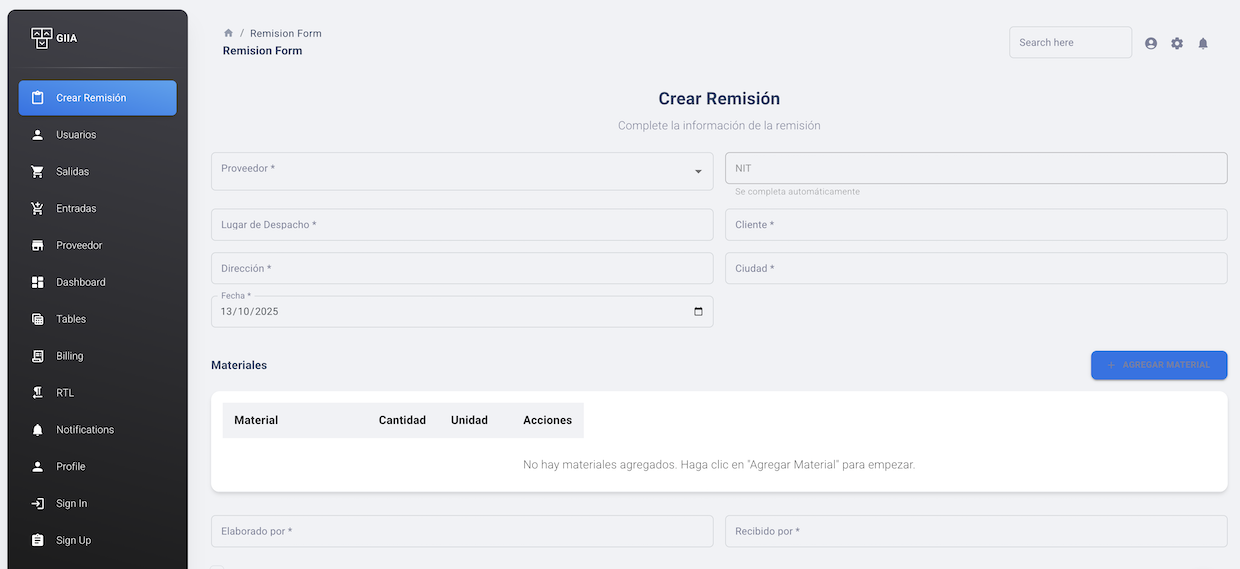 GIIA
Crear Remisión
Usuarios
Salidas
Entradas
Proveedor
Dashboard
Tables
Billing
RTL
Notifications
Profile
Sign In
Sign Up
/ Remision Form
Remision Form
Search here
Crear Remisión
Complete la información de la remisión
Proveedor *
NIT
Se completa automáticamente
Lugar de Despacho *
Cliente *
Dirección *
Ciudad *
Fecha *
13/10/2025
Materiales
+ AGREGAR MATERIAL
Material Cantidad Unidad Acciones
No hay materiales agregados. Haga clic en "Agregar Material" para empezar.
Elaborado por *
Recibido por *